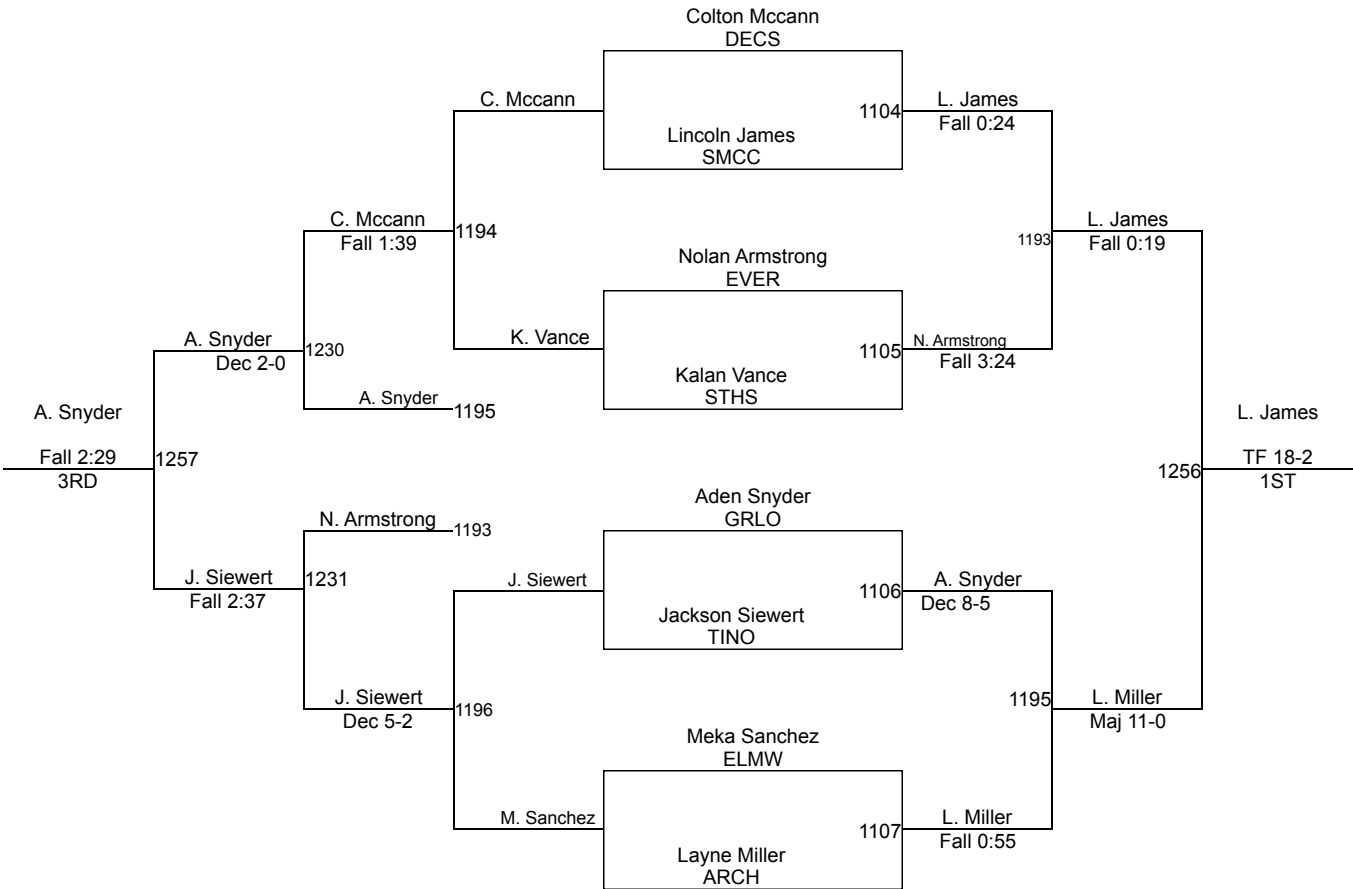 Colton Mccann
DECS
C. Mccann
1104
L. James
Fall 0:24
Lincoln James
SMCC
C. Mccann
Fall 1:39
1194
1193
L. James
Fall 0:19
Nolan Armstrong
EVER
A. Snyder
Dec 2-0
1230
K. Vance
1105
N. Armstrong
Fall 3:24
Kalan Vance
STHS
A. Snyder
1195
A. Snyder
Fall 2:29
3RD
1257
L. James
1256
TF 18-2
1ST
Aden Snyder
GRLO
N. Armstrong
1193
J. Siewert
Fall 2:37
1231
J. Siewert
1106
A. Snyder
Dec 8-5
Jackson Siewert
TINO
J. Siewert
Dec 5-2
1196
1195
L. Miller
Maj 11-0
Meka Sanchez
ELMW
M. Sanchez
1107
L. Miller
Fall 0:55
Layne Miller
ARCH